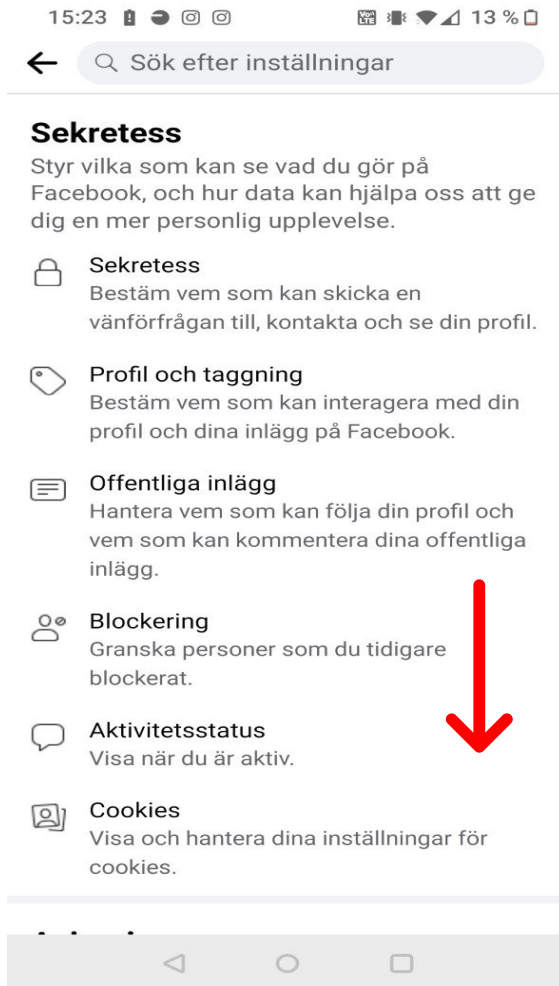 15:23 13 %
Sök efter inställningar
Sekretess
Styr vilka som kan se vad du gör på
Facebook, och hur data kan hjälpa oss att ge
dig en mer personlig upplevelse.
Sekretess
Bestäm vem som kan skicka en
vänförfrågan till, kontakta och se din profil.
Profil och taggning
Bestäm vem som kan interagera med din
profil och dina inlägg på Facebook.
Offentliga inlägg
Hantera vem som kan följa din profil och
vem som kan kommentera dina offentliga
inlägg.
Blockering
Granska personer som du tidigare
blockerat.
Aktivitetsstatus
Visa när du är aktiv.
Cookies
Visa och hantera dina inställningar för
cookies.